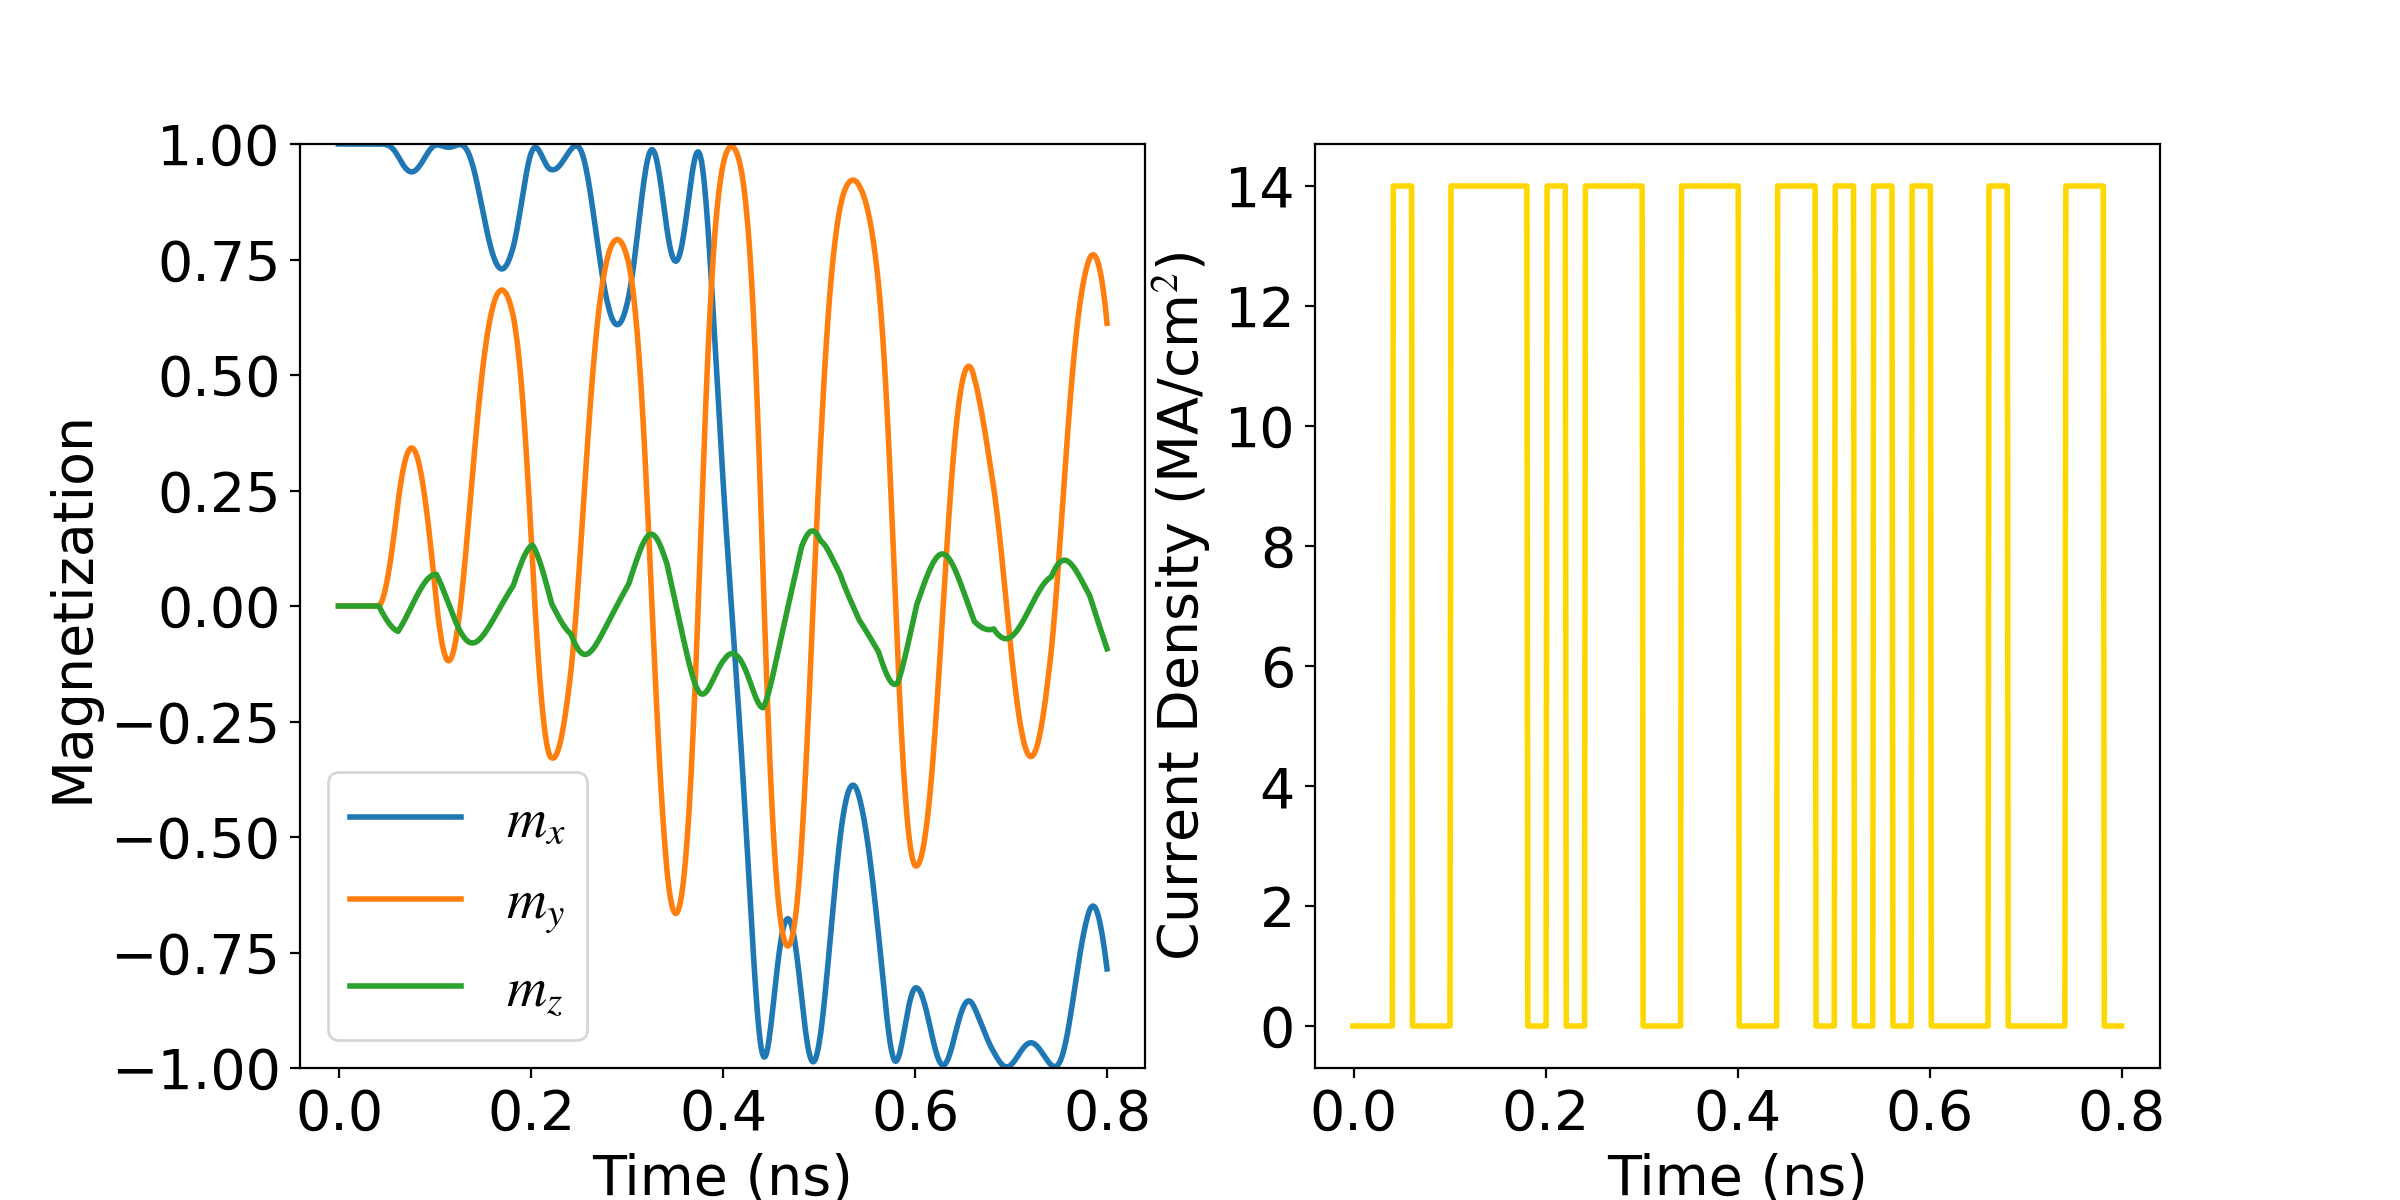 Magnetization
1.00
0.75
0.50
0.25
0.00
−0.25
−0.50
−0.75
−1.00
m_x
m_y
m_z
0.0 0.2 0.4 0.6 0.8
Time (ns)
Current Density (MA/cm²)
14
12
10
8
6
4
2
0
0.0 0.2 0.4 0.6 0.8
Time (ns)